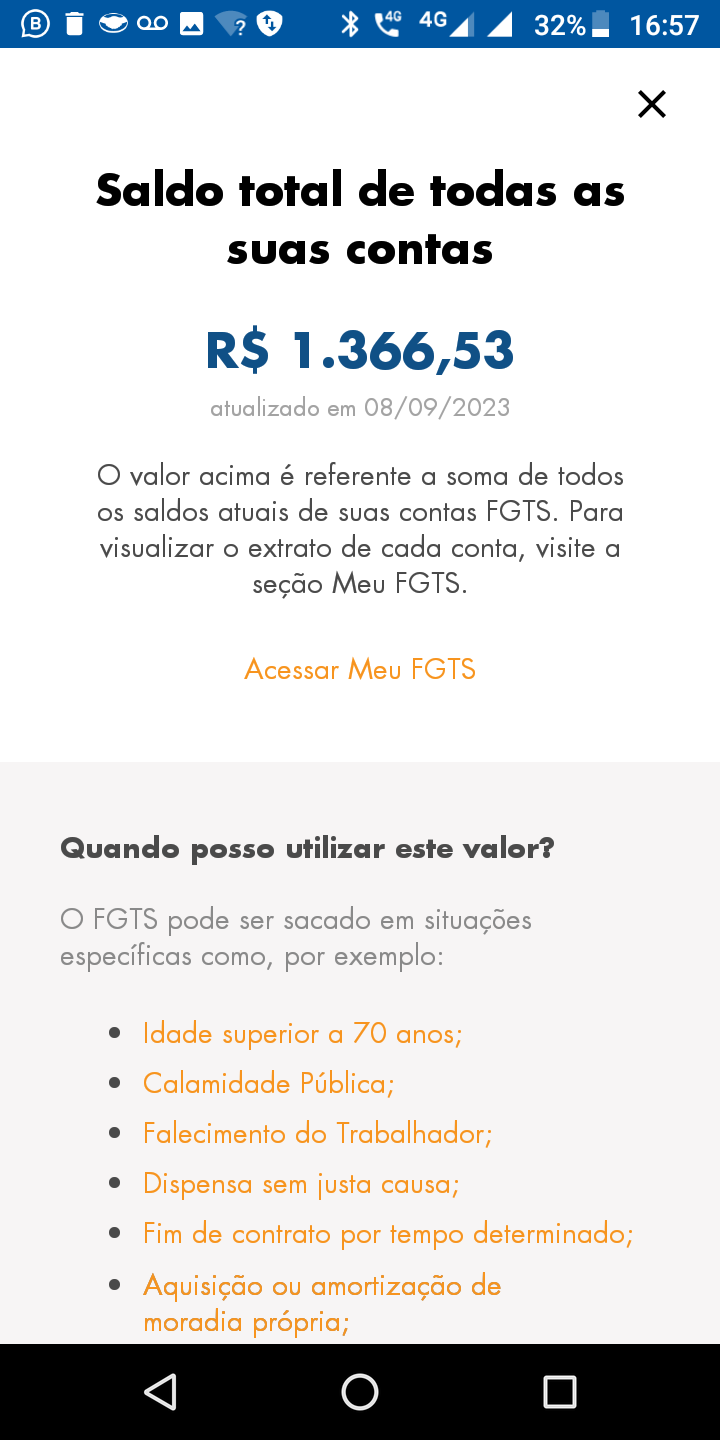 4G 4G 32% 16:57
Saldo total de todas as
suas contas
R$ 1.366,53
atualizado em 08/09/2023
O valor acima é referente a soma de todos
os saldos atuais de suas contas FGTS. Para
visualizar o extrato de cada conta, visite a
seção Meu FGTS.
Acessar Meu FGTS
Quando posso utilizar este valor?
O FGTS pode ser sacado em situações
específicas como, por exemplo:
• Idade superior a 70 anos;
• Calamidade Pública;
• Falecimento do Trabalhador;
• Dispensa sem justa causa;
• Fim de contrato por tempo determinado;
• Aquisição ou amortização de
moradia própria;